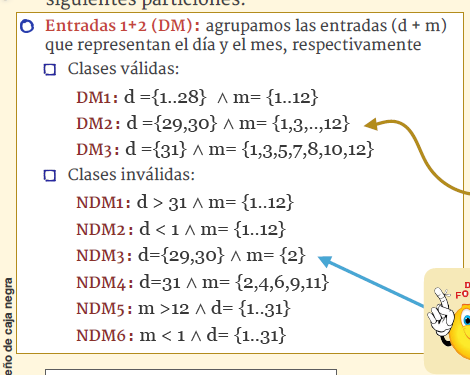 siguientes particiones:
Entradas 1+2 (DM): agrupamos las entradas (d + m)
que representan el día y el mes, respectivamente
Clases válidas:
DM1: d ={1..28} ∧ m= {1..12}
DM2: d ={29,30} ∧ m= {1,3,..,12}
DM3: d ={31} ∧ m= {1,3,5,7,8,10,12}
Clases inválidas:
NDM1: d > 31 ∧ m= {1..12}
NDM2: d < 1 ∧ m= {1..12}
NDM3: d={29,30} ∧ m= {2}
NDM4: d=31 ∧ m= {2,4,6,9,11}
NDM5: m >12 ∧ d= {1..31}
NDM6: m < 1 ∧ d= {1..31}
eño de caja negra